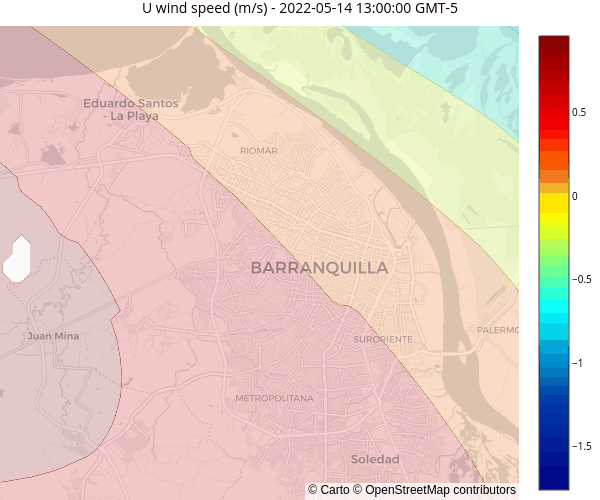 U wind speed (m/s) - 2022-05-14 13:00:00 GMT-5
Eduardo Santos
- La Playa
RIOMAR
BARRANQUILLA
Juan Mina
SURORIENTE
PALERMO
METROPOLITANA
Soledad
© Carto © OpenStreetMap contributors
0.5
0
−0.5
−1
−1.5